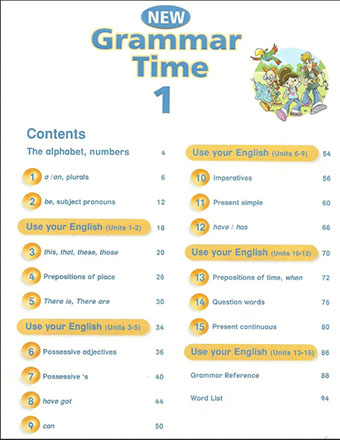 NEW
Grammar
Time
1
Contents
The alphabet, numbers 4
1 a / an, plurals 6
2 be, subject pronouns 12
Use your English (Units 1-2) 18
3 this, that, these, those 20
4 Prepositions of place 26
5 There is, There are 30
Use your English (Units 3-5) 34
6 Possessive adjectives 36
7 Possessive 's 40
8 have got 44
9 can 50
Use your English (Units 6-9) 54
10 Imperatives 56
11 Present simple 60
12 have / has 66
Use your English (Units 10-12) 70
13 Prepositions of time, when 72
14 Question words 76
15 Present continuous 80
Use your English (Units 13-15) 86
Grammar Reference 88
Word List 94